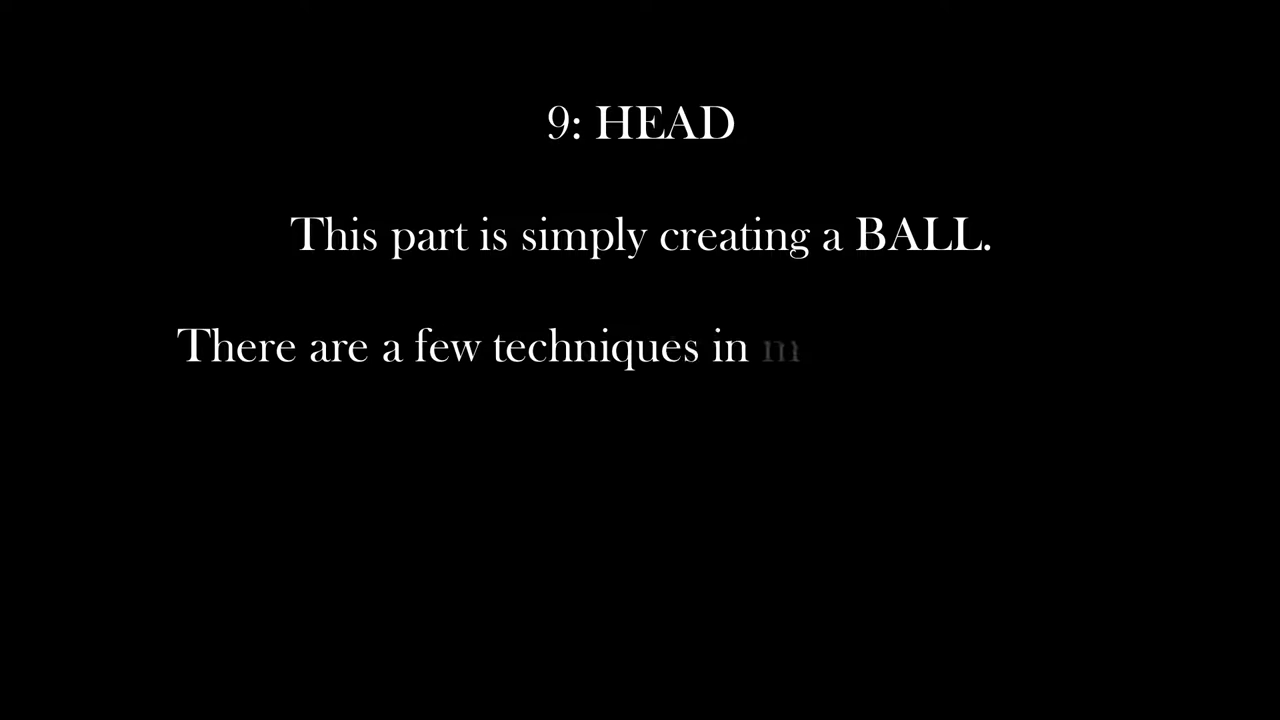 9: HEAD
This part is simply creating a BALL.
There are a few techniques in